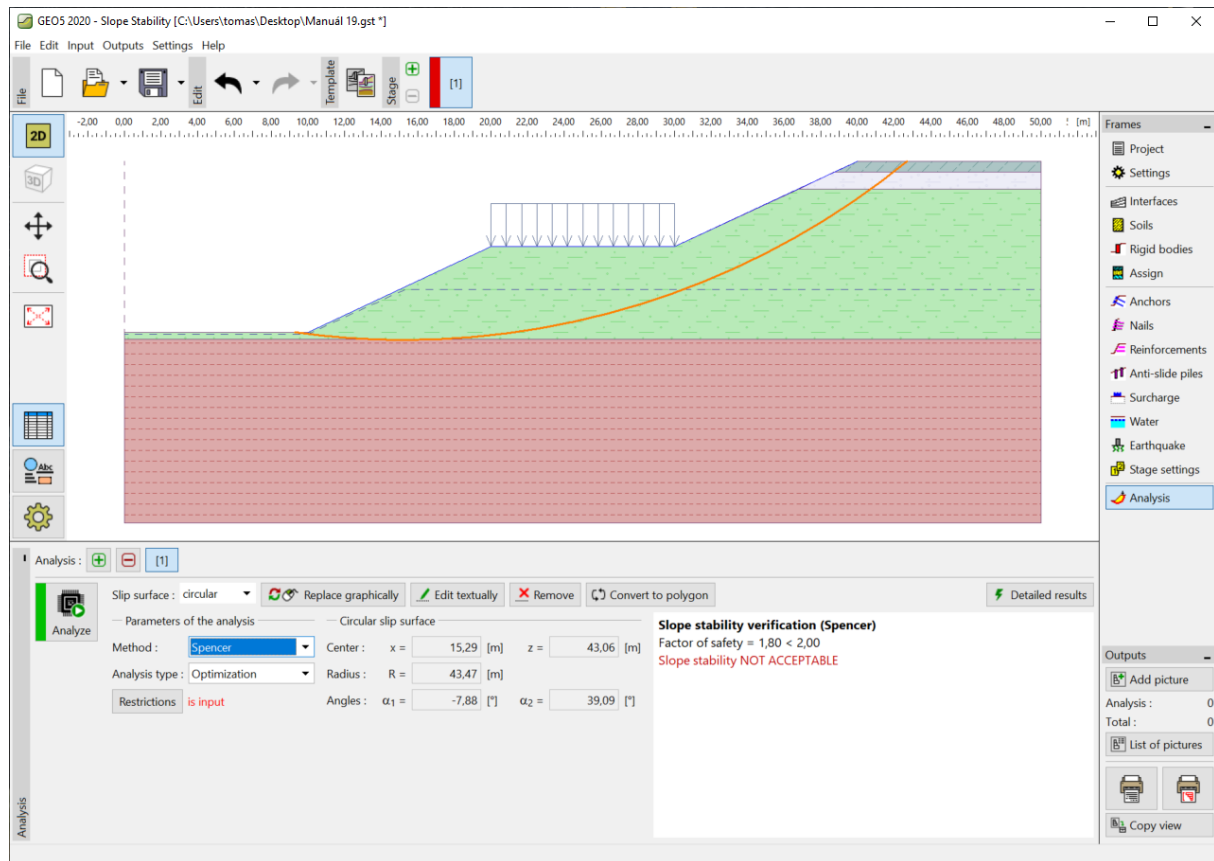 GEO5 2020 - Slope Stability [C:\Users\tomas\Desktop\Manuál 19.gst *]
File Edit Input Outputs Settings Help
File
Edit
Template
Stage
[1]
2D
3D
-2,00 0,00 2,00 4,00 6,00 8,00 10,00 12,00 14,00 16,00 18,00 20,00 22,00 24,00 26,00 28,00 30,00 32,00 34,00 36,00 38,00 40,00 42,00 44,00 46,00 48,00 50,00 [m]
Frames
Project
Settings
Interfaces
Soils
Rigid bodies
Assign
Anchors
Nails
Reinforcements
Anti-slide piles
Surcharge
Water
Earthquake
Stage settings
Analysis
Abc
Analysis : [1]
Analyze
Slip surface : circular Replace graphically Edit textually Remove Convert to polygon Detailed results
Parameters of the analysis
Method : Spencer
Analysis type : Optimization
Restrictions is input
Circular slip surface
Center : x = 15,29 [m] z = 43,06 [m]
Radius : R = 43,47 [m]
Angles : α1 = -7,88 [°] α2 = 39,09 [°]
Slope stability verification (Spencer)
Factor of safety = 1,80 < 2,00
Slope stability NOT ACCEPTABLE
Analysis
Outputs
Add picture
Analysis : 0
Total : 0
List of pictures
Copy view